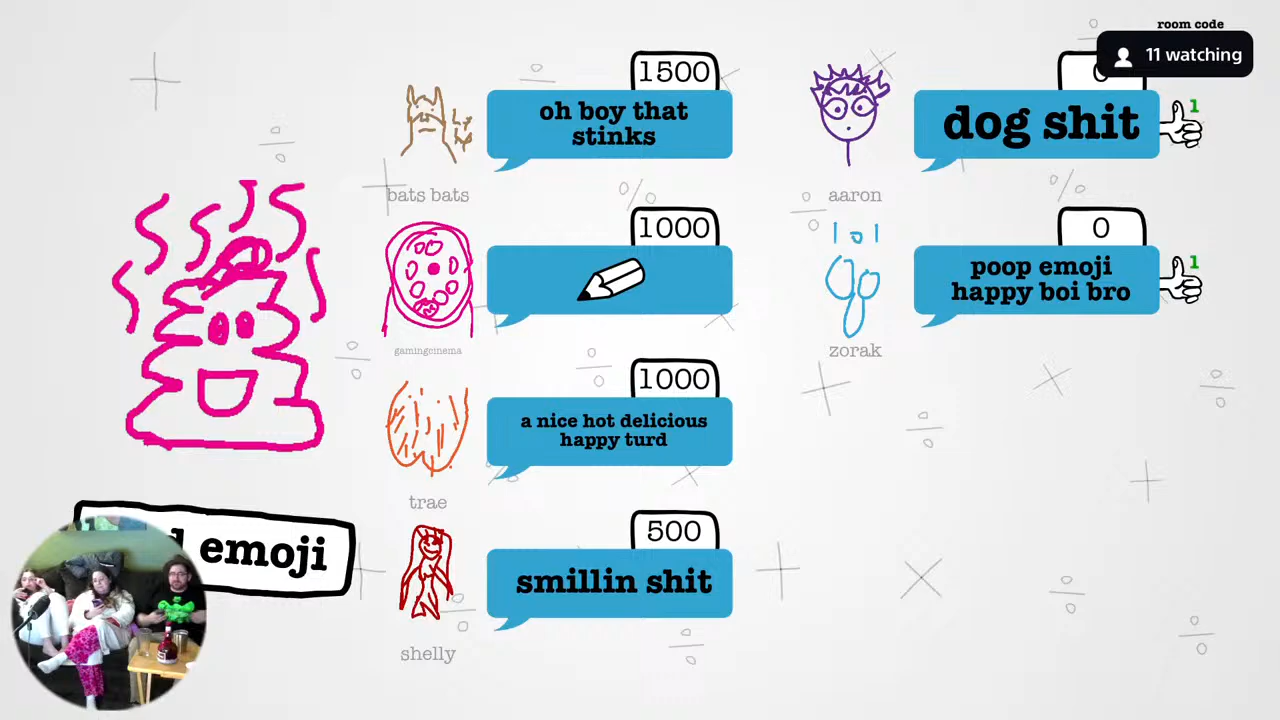 room code
11 watching
1500
oh boy that
stinks
bats bats
dog shit
1
aaron
1000
gamingcinema
0
poop emoji
happy boi bro
1
zorak
1000
a nice hot delicious
happy turd
trae
emoji
500
smillin shit
shelly